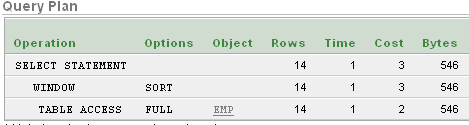 Query Plan
Operation Options Object Rows Time Cost Bytes
SELECT STATEMENT 14 1 3 546
WINDOW SORT 14 1 3 546
TABLE ACCESS FULL EMP 14 1 2 546